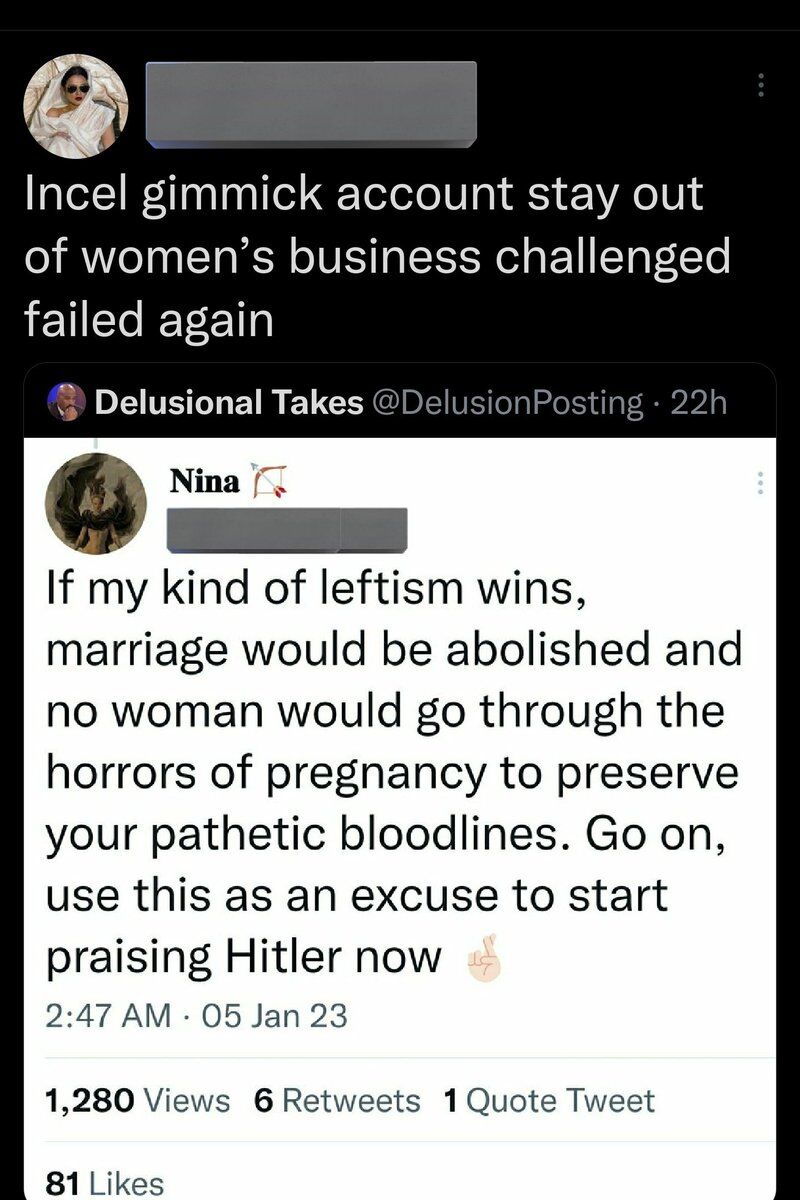 Incel gimmick account stay out
of women's business challenged
failed again
Delusional Takes @DelusionPosting · 22h
Nina 🏹
If my kind of leftism wins,
marriage would be abolished and
no woman would go through the
horrors of pregnancy to preserve
your pathetic bloodlines. Go on,
use this as an excuse to start
praising Hitler now 🤞🏻
2:47 AM · 05 Jan 23
1,280 Views 6 Retweets 1 Quote Tweet
81 Likes